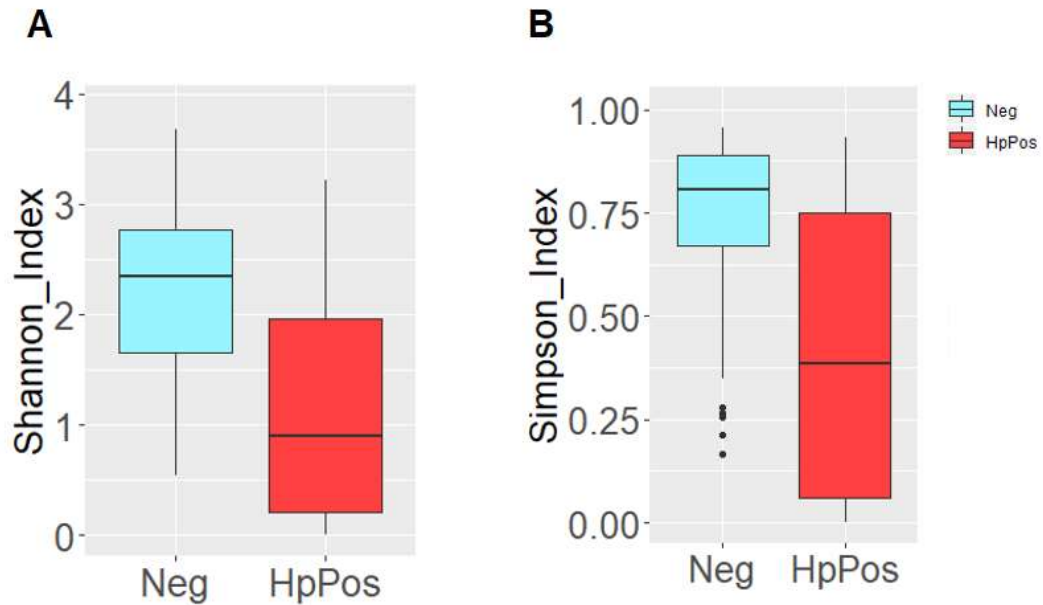 A
Shannon_Index
4
3
2
1
0
Neg HpPos
B
Simpson_Index
1.00
0.75
0.50
0.25
0.00
Neg HpPos
Neg
HpPos